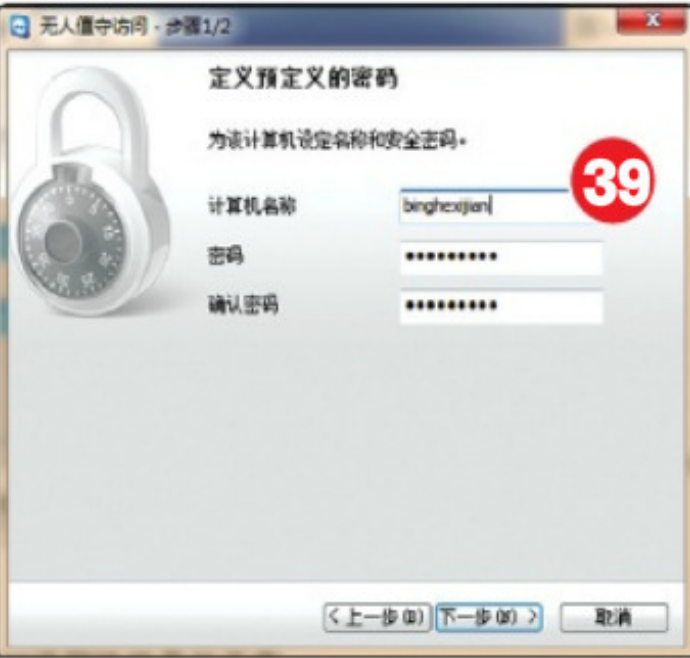 无人值守访问 - 步骤1/2
定义预定义的密码
为该计算机设定名称和安全密码。
39
计算机名称
binghexijian
密码
•••••••••
确认密码
•••••••••
<上一步(B) 下一步(N) > 取消